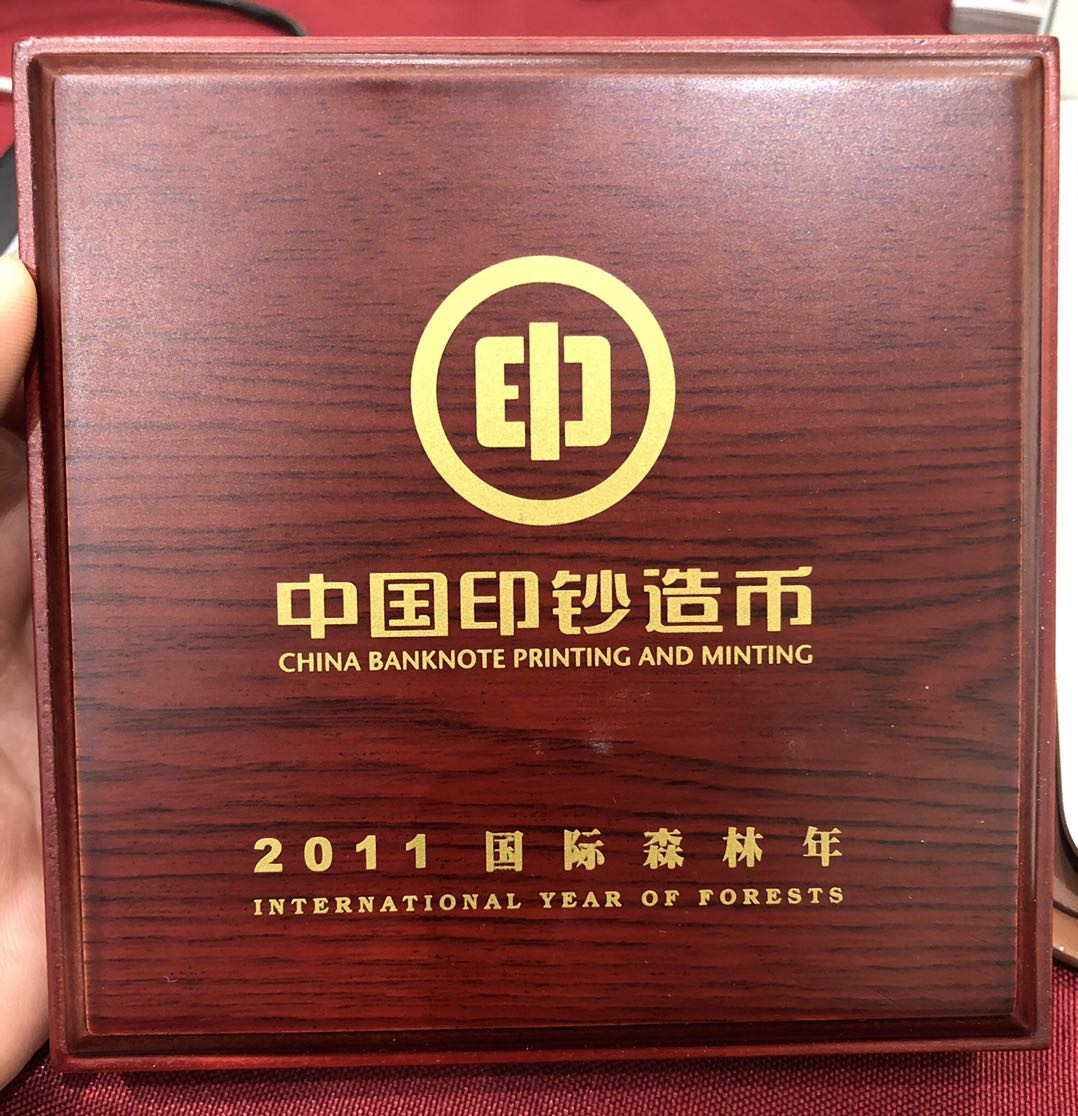 印
中国印钞造币
CHINA BANKNOTE PRINTING AND MINTING
2011 国际森林年
INTERNATIONAL YEAR OF FORESTS